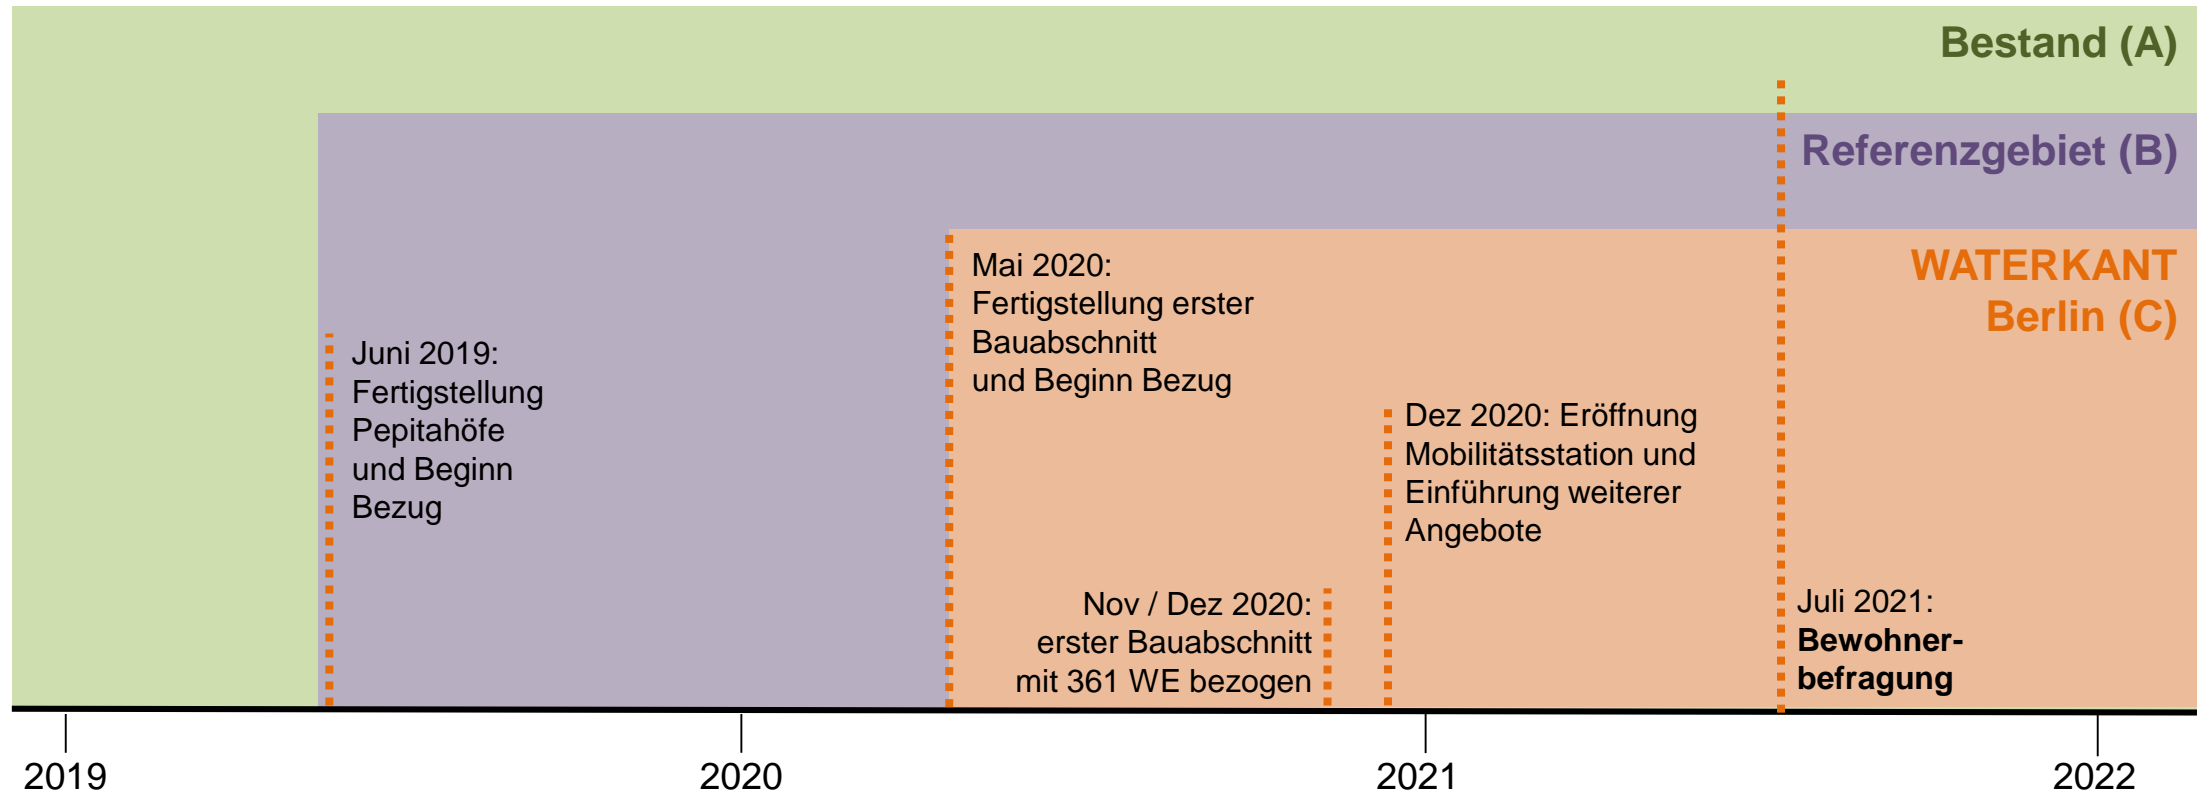 Bestand (A)
Referenzgebiet (B)
WATERKANT
Berlin (C)
Juni 2019:
Fertigstellung
Pepitahöfe
und Beginn
Bezug
Mai 2020:
Fertigstellung erster
Bauabschnitt
und Beginn Bezug
Nov / Dez 2020:
erster Bauabschnitt
mit 361 WE bezogen
Dez 2020: Eröffnung
Mobilitätsstation und
Einführung weiterer
Angebote
Juli 2021:
Bewohner-
befragung
2019
2020
2021
2022